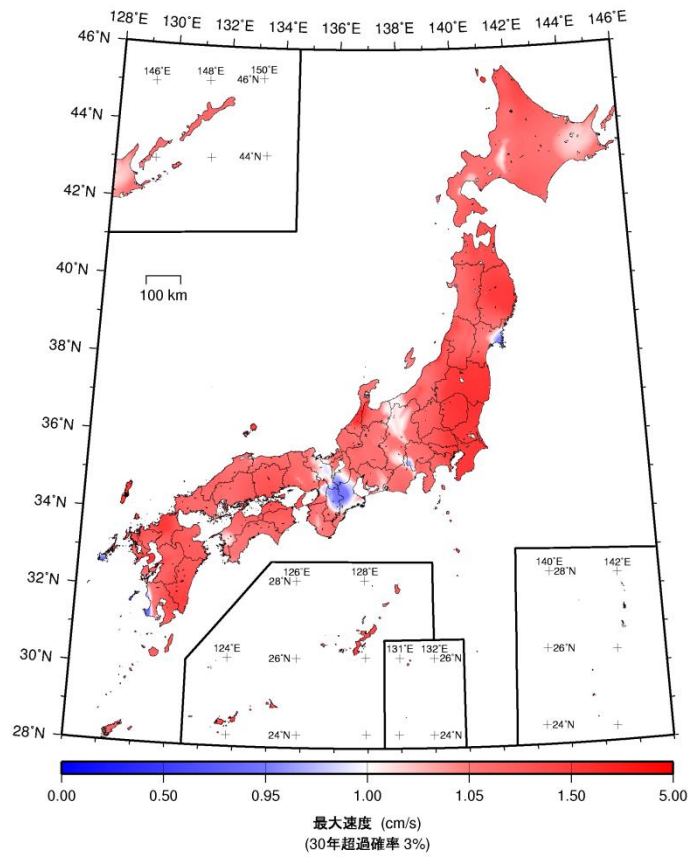 128˚E 130˚E 132˚E 134˚E 136˚E 138˚E 140˚E 142˚E 144˚E 146˚E
46˚N
146˚E 148˚E 150˚E
46˚N
44˚N
44˚N
42˚N
40˚N
100 km
38˚N
36˚N
34˚N
32˚N
126˚E 128˚E
28˚N
140˚E 142˚E
28˚N
30˚N
124˚E
26˚N
131˚E 132˚E
26˚N
26˚N
28˚N
24˚N
24˚N
24˚N
0.00 0.50 0.95 1.00 1.05 1.50 5.00
最大速度 (cm/s)
(30年超過確率 3%)